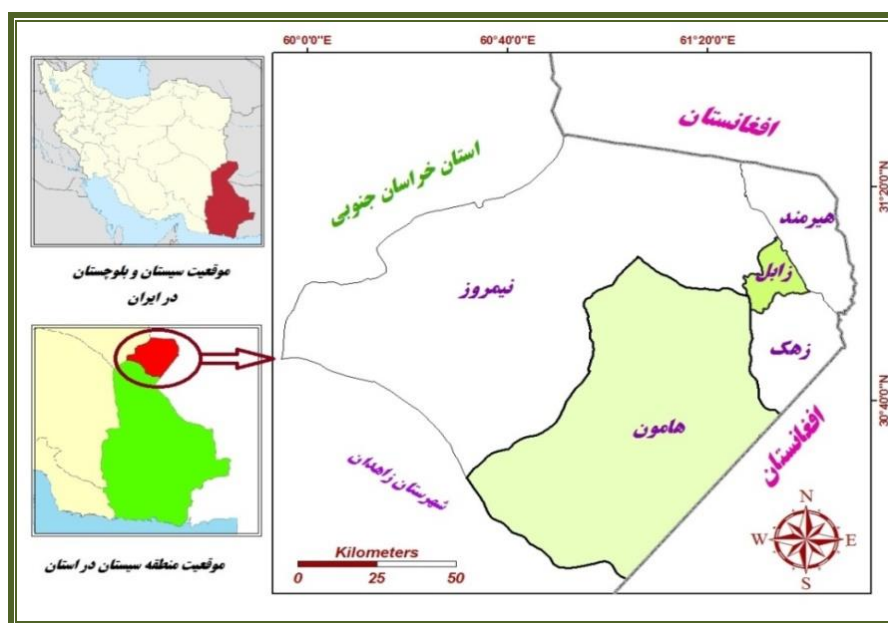 60°0'0"E
60°40'0"E
61°20'0"E
افغانستان
استان خراسان جنوبی
31°20'0"N
هیرمند
زابل
نیمروز
زهک
هامون
30°40'0"N
افغانستان
شهرستان زاهدان
موقعیت سیستان و بلوچستان
در ایران
موقعیت منطقه سیستان در استان
Kilometers
0 25 50
N
W E
S